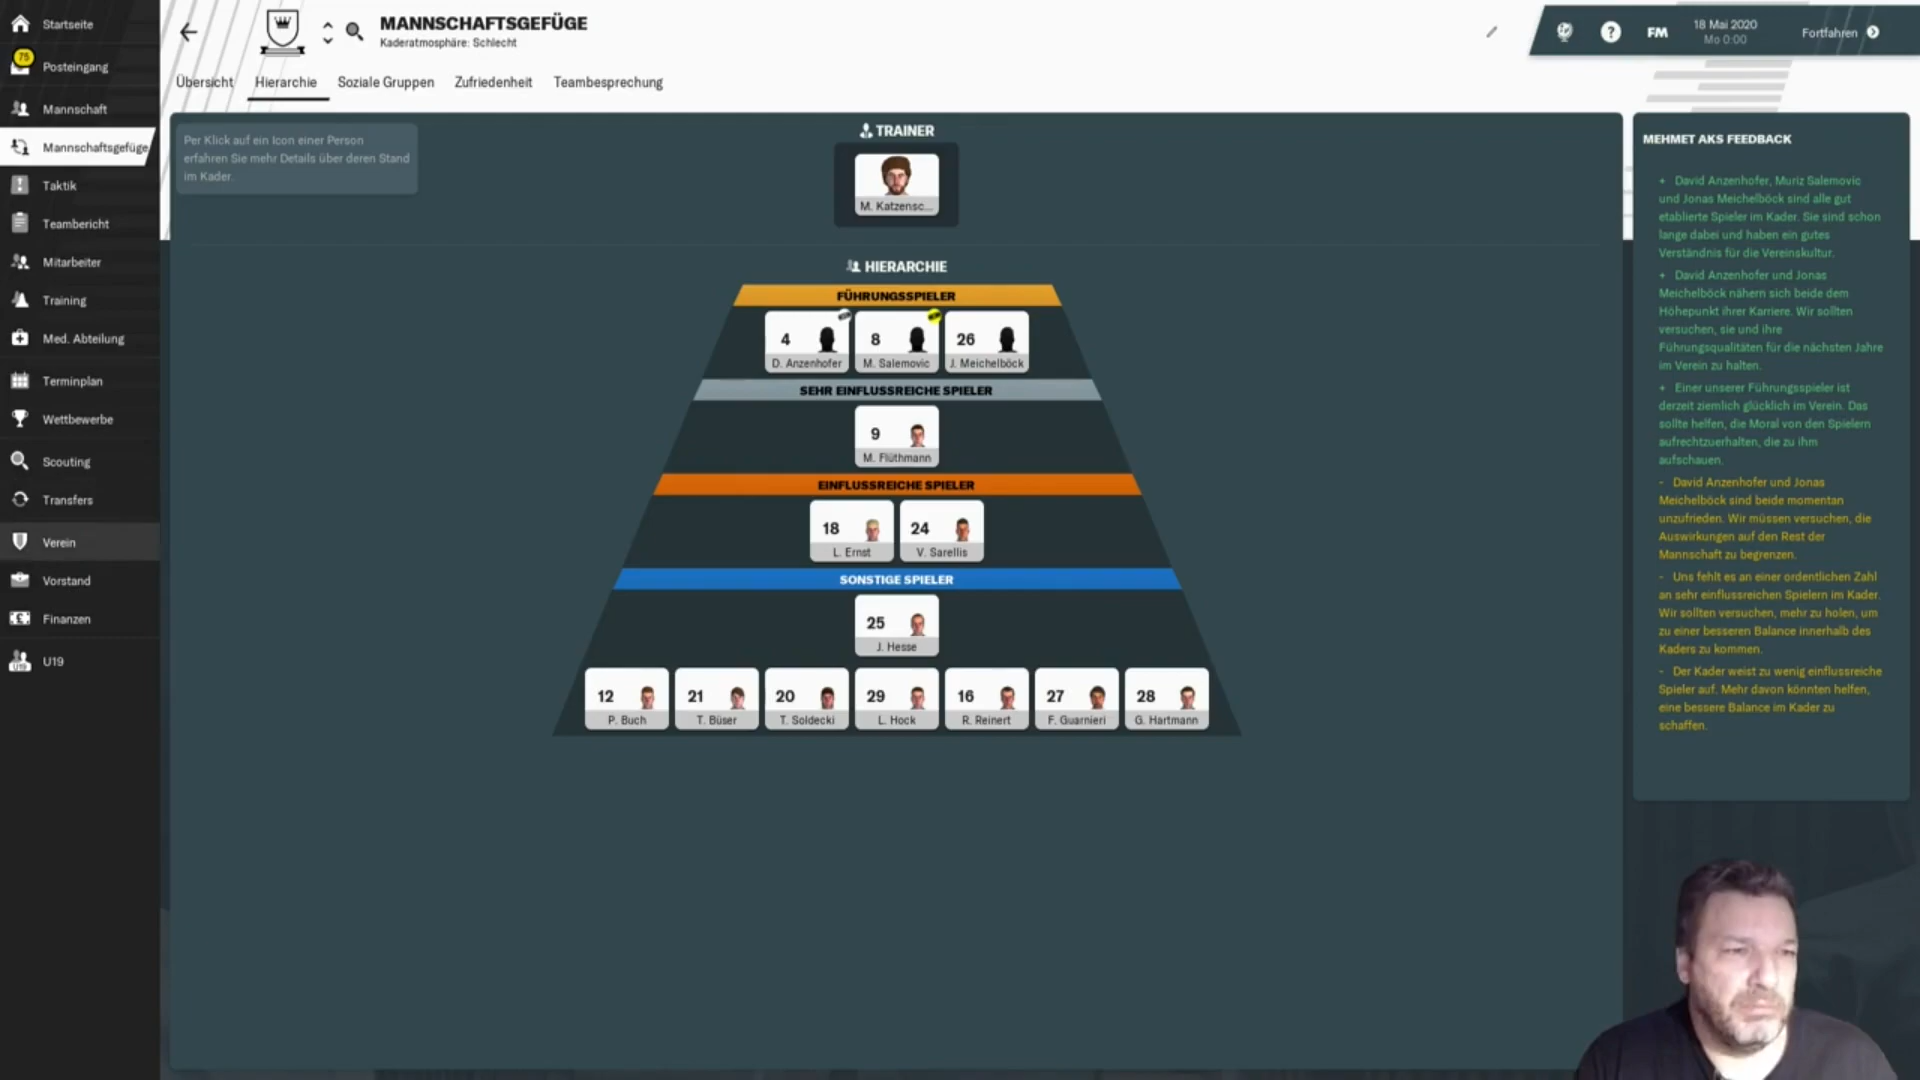 Startseite
75
Posteingang
Mannschaft
Mannschaftsgefüge
Taktik
Teambericht
Mitarbeiter
Training
Med. Abteilung
Terminplan
Wettbewerbe
Scouting
Transfers
Verein
Vorstand
Finanzen
U19
U19
MANNSCHAFTSGEFÜGE
Kaderatmosphäre: Schlecht
?
FM
18 Mai 2020
Mo 0:00
Fortfahren
Übersicht
Hierarchie
Soziale Gruppen
Zufriedenheit
Teambesprechung
Per Klick auf ein Icon einer Person
erfahren Sie mehr Details über deren Stand
im Kader.
TRAINER
M. Katzensc...
HIERARCHIE
FÜHRUNGSSPIELER
4
D. Anzenhofer
8
M. Salemovic
26
J. Meichelböck
SEHR EINFLUSSREICHE SPIELER
9
M. Flüthmann
EINFLUSSREICHE SPIELER
18
L. Ernst
24
V. Sarellis
SONSTIGE SPIELER
25
J. Hesse
12
P. Buch
21
T. Büser
20
T. Soldecki
29
L. Hock
16
R. Reinert
27
F. Guarnieri
28
G. Hartmann
MEHMET AKS FEEDBACK
+ David Anzenhofer, Muriz Salemovic
und Jonas Meichelböck sind alle gut
etablierte Spieler im Kader. Sie sind schon
lange dabei und haben ein gutes
Verständnis für die Vereinskultur.
+ David Anzenhofer und Jonas
Meichelböck nähern sich beide dem
Höhepunkt ihrer Karriere. Wir sollten
versuchen, sie und ihre
Führungsqualitäten für die nächsten Jahre
im Verein zu halten.
+ Einer unserer Führungsspieler ist
derzeit ziemlich glücklich im Verein. Das
sollte helfen, die Moral von den Spielern
aufrechtzuerhalten, die zu ihm
aufschauen.
- David Anzenhofer und Jonas
Meichelböck sind beide momentan
unzufrieden. Wir müssen versuchen, die
Auswirkungen auf den Rest der
Mannschaft zu begrenzen.
- Uns fehlt es an einer ordentlichen Zahl
an sehr einflussreichen Spielern im Kader.
Wir sollten versuchen, mehr zu holen, um
zu einer besseren Balance innerhalb des
Kaders zu kommen.
- Der Kader weist zu wenig einflussreiche
Spieler auf. Mehr davon könnten helfen,
eine bessere Balance im Kader zu
schaffen.